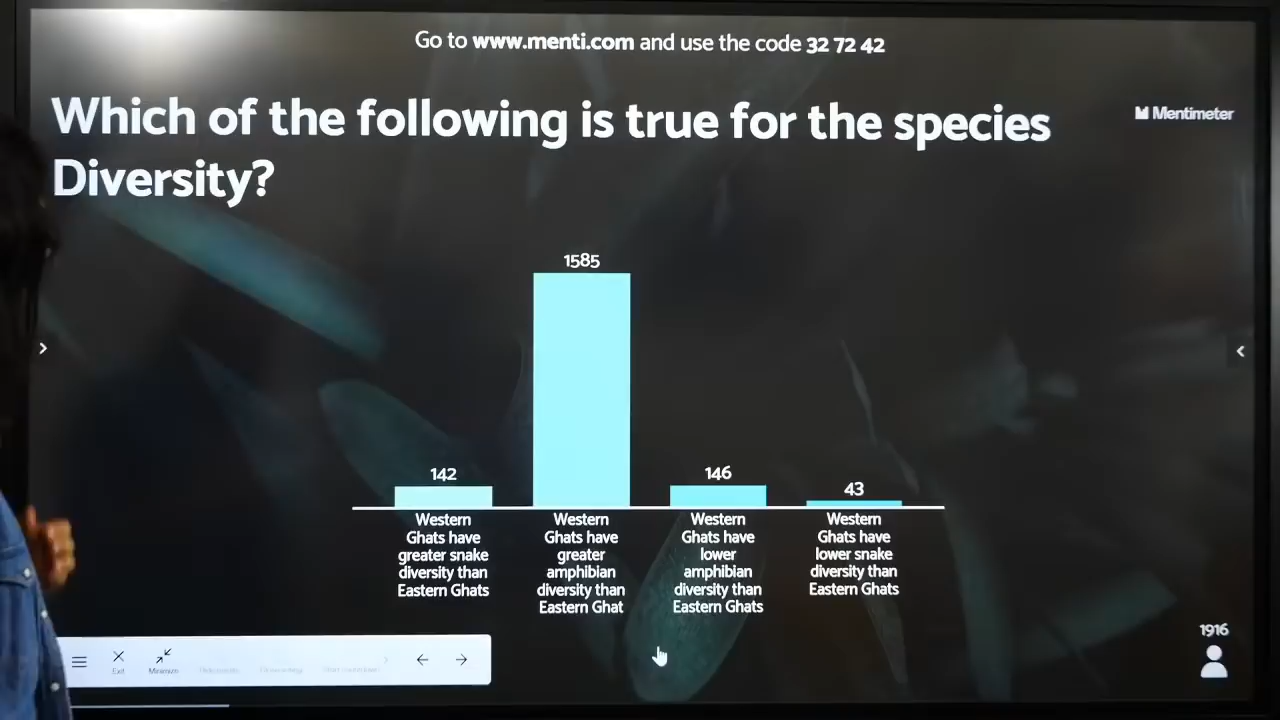 Go to www.menti.com and use the code 32 72 42
Which of the following is true for the species
Diversity?
Mentimeter
1585
142
146
43
Western
Ghats have
greater snake
diversity than
Eastern Ghats
Western
Ghats have
greater
amphibian
diversity than
Eastern Ghat
Western
Ghats have
lower
amphibian
diversity than
Eastern Ghats
Western
Ghats have
lower snake
diversity than
Eastern Ghats
1916
Exit
Minimize